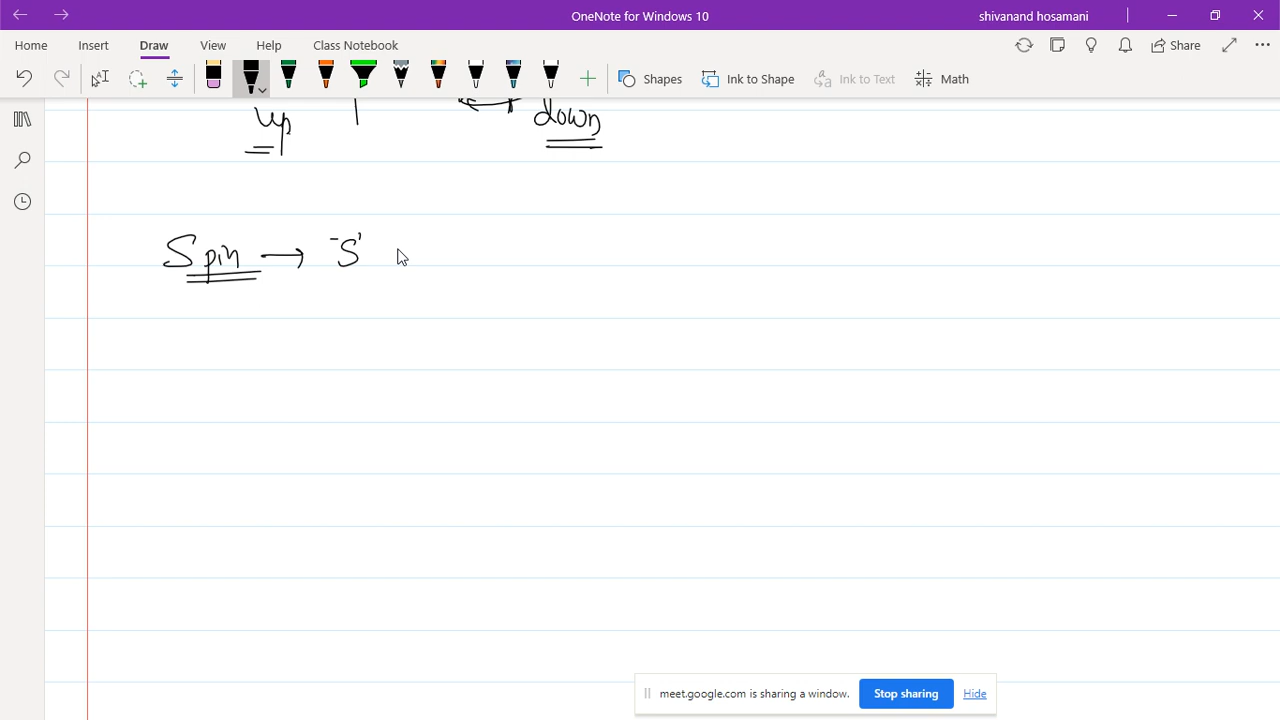 OneNote for Windows 10
shivanand hosamani
Home Insert Draw View Help Class Notebook
Share
Shapes Ink to Shape Ink to Text Math
up down
Spin → 'S'
meet.google.com is sharing a window. Stop sharing Hide